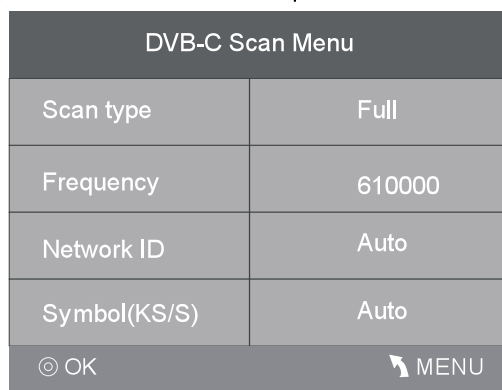 DVB-C Scan Menu
Scan type Full
Frequency 610000
Network ID Auto
Symbol(KS/S) Auto
OK MENU